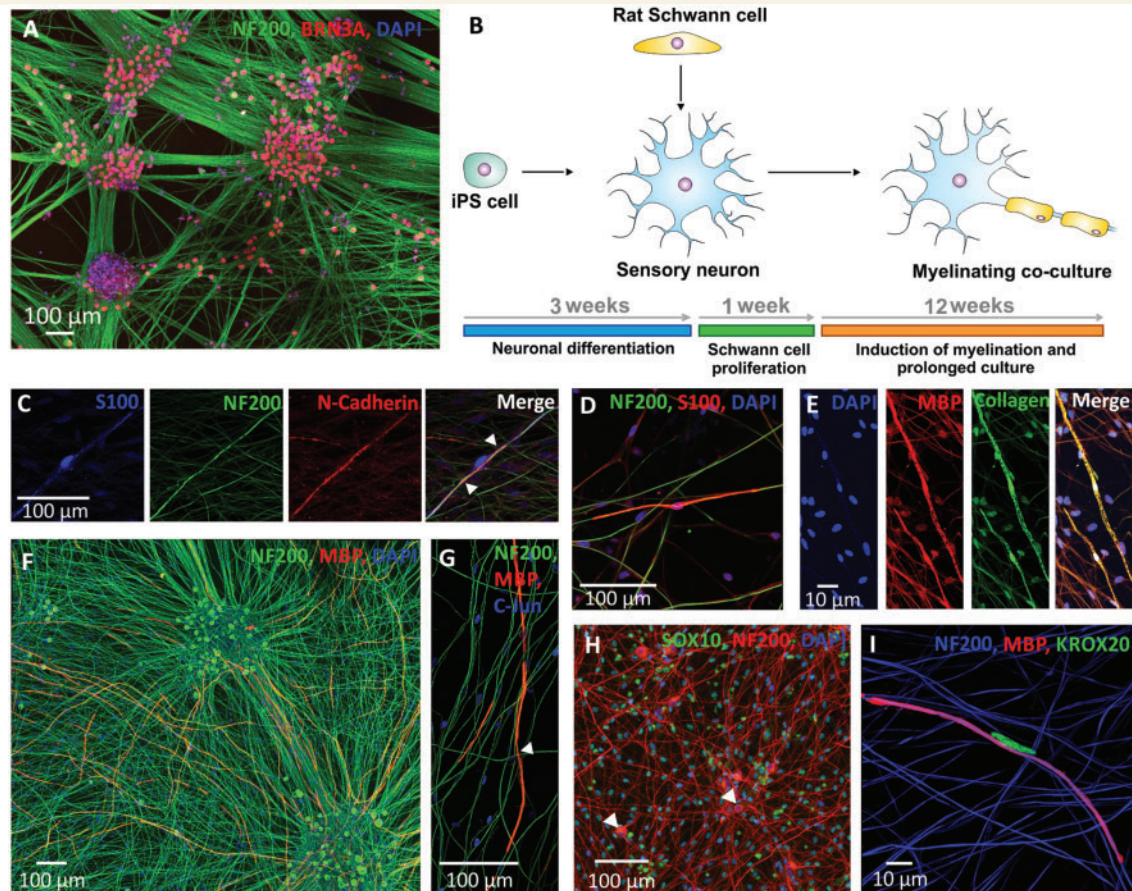 A
NF200, BRN3A, DAPI
100 μm
B
Rat Schwann cell
iPS cell
Sensory neuron
Myelinating co-culture
3 weeks
1 week
12 weeks
Neuronal differentiation
Schwann cell
proliferation
Induction of myelination and
prolonged culture
C
S100
NF200
N-Cadherin
Merge
100 μm
D
NF200, S100, DAPI
100 μm
E
DAPI
MBP
Collagen
Merge
10 μm
F
NF200, MBP, DAPI
100 μm
G
NF200,
MBP,
C-Jun
100 μm
H
SOX10, NF200, DAPI
100 μm
I
NF200, MBP, KROX20
10 μm